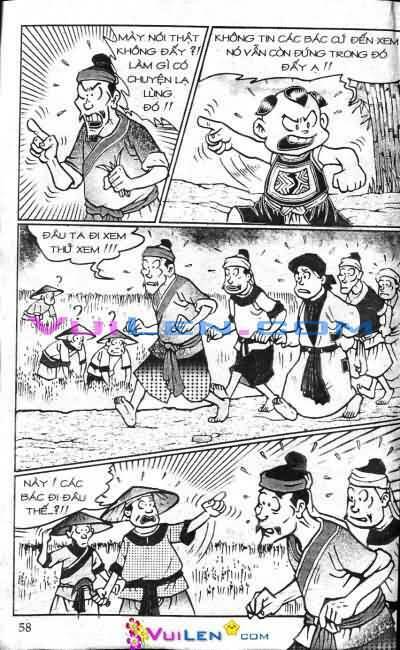 MÀY NÓI THẬT
KHÔNG ĐẤY ?!
LÀM GÌ CÓ
CHUYỆN LẠ
LÙNG
ĐÓ !!
KHÔNG TIN CÁC BÁC CỨ ĐẾN XEM
NÓ VẪN CÒN ĐỨNG TRONG ĐÓ
ĐẤY Ạ !!
ĐÂU TA ĐI XEM
THỬ XEM !!!
?
?
?
VUILEN.COM
NÀY ! CÁC
BÁC ĐI ĐÂU
THẾ..?!!
58
VUILEN.COM